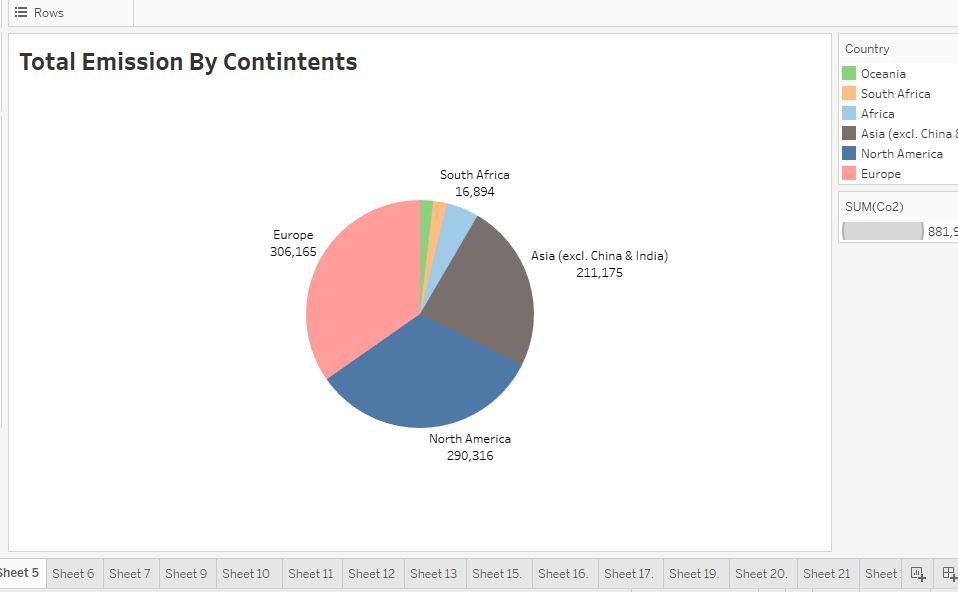 Rows
Total Emission By Contintents
Country
Oceania
South Africa
Africa
Asia (excl. China &
North America
Europe
SUM(Co2)
881,9
South Africa
16,894
Europe
306,165
Asia (excl. China & India)
211,175
North America
290,316
Sheet 5 Sheet 6 Sheet 7 Sheet 9 Sheet 10 Sheet 11 Sheet 12 Sheet 13 Sheet 15. Sheet 16. Sheet 17. Sheet 19. Sheet 20. Sheet 21 Sheet